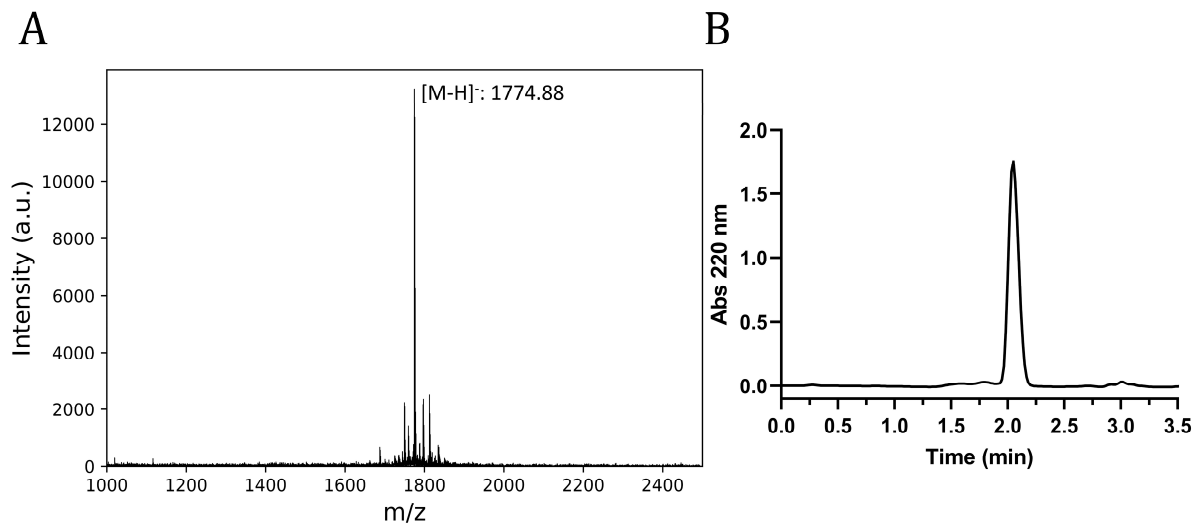 A
[M-H]⁻: 1774.88
Intensity (a.u.)
12000
10000
8000
6000
4000
2000
0
1000 1200 1400 1600 1800 2000 2200 2400
m/z
B
Abs 220 nm
2.0
1.5
1.0
0.5
0.0
0.0 0.5 1.0 1.5 2.0 2.5 3.0 3.5
Time (min)